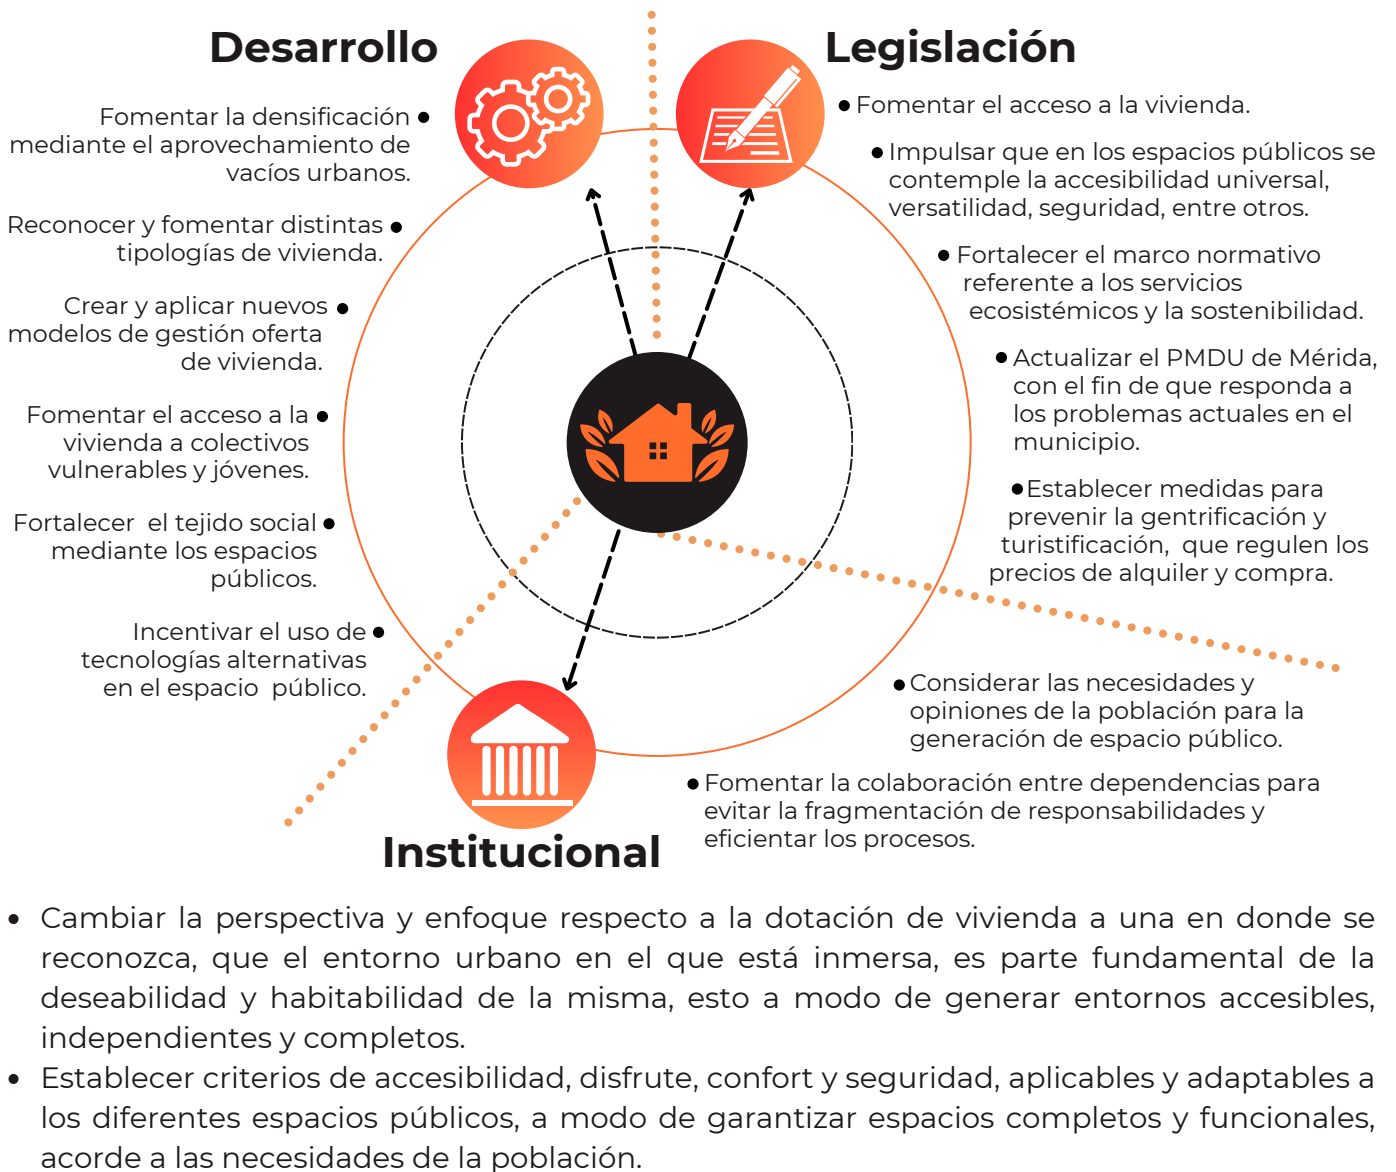 Desarrollo
Fomentar la densificación
mediante el aprovechamiento de
vacíos urbanos.
Reconocer y fomentar distintas
tipologías de vivienda.
Crear y aplicar nuevos
modelos de gestión oferta
de vivienda.
Fomentar el acceso a la
vivienda a colectivos
vulnerables y jóvenes.
Fortalecer el tejido social
mediante los espacios
públicos.
Incentivar el uso de
tecnologías alternativas
en el espacio público.
Legislación
Fomentar el acceso a la vivienda.
Impulsar que en los espacios públicos se
contemple la accesibilidad universal,
versatilidad, seguridad, entre otros.
Fortalecer el marco normativo
referente a los servicios
ecosistémicos y la sostenibilidad.
Actualizar el PMDU de Mérida,
con el fin de que responda a
los problemas actuales en el
municipio.
Establecer medidas para
prevenir la gentrificación y
turistificación, que regulen los
precios de alquiler y compra.
Considerar las necesidades y
opiniones de la población para la
generación de espacio público.
Fomentar la colaboración entre dependencias para
evitar la fragmentación de responsabilidades y
eficientar los procesos.
Institucional
• Cambiar la perspectiva y enfoque respecto a la dotación de vivienda a una en donde se
reconozca, que el entorno urbano en el que está inmersa, es parte fundamental de la
deseabilidad y habitabilidad de la misma, esto a modo de generar entornos accesibles,
independientes y completos.
• Establecer criterios de accesibilidad, disfrute, confort y seguridad, aplicables y adaptables a
los diferentes espacios públicos, a modo de garantizar espacios completos y funcionales,
acorde a las necesidades de la población.